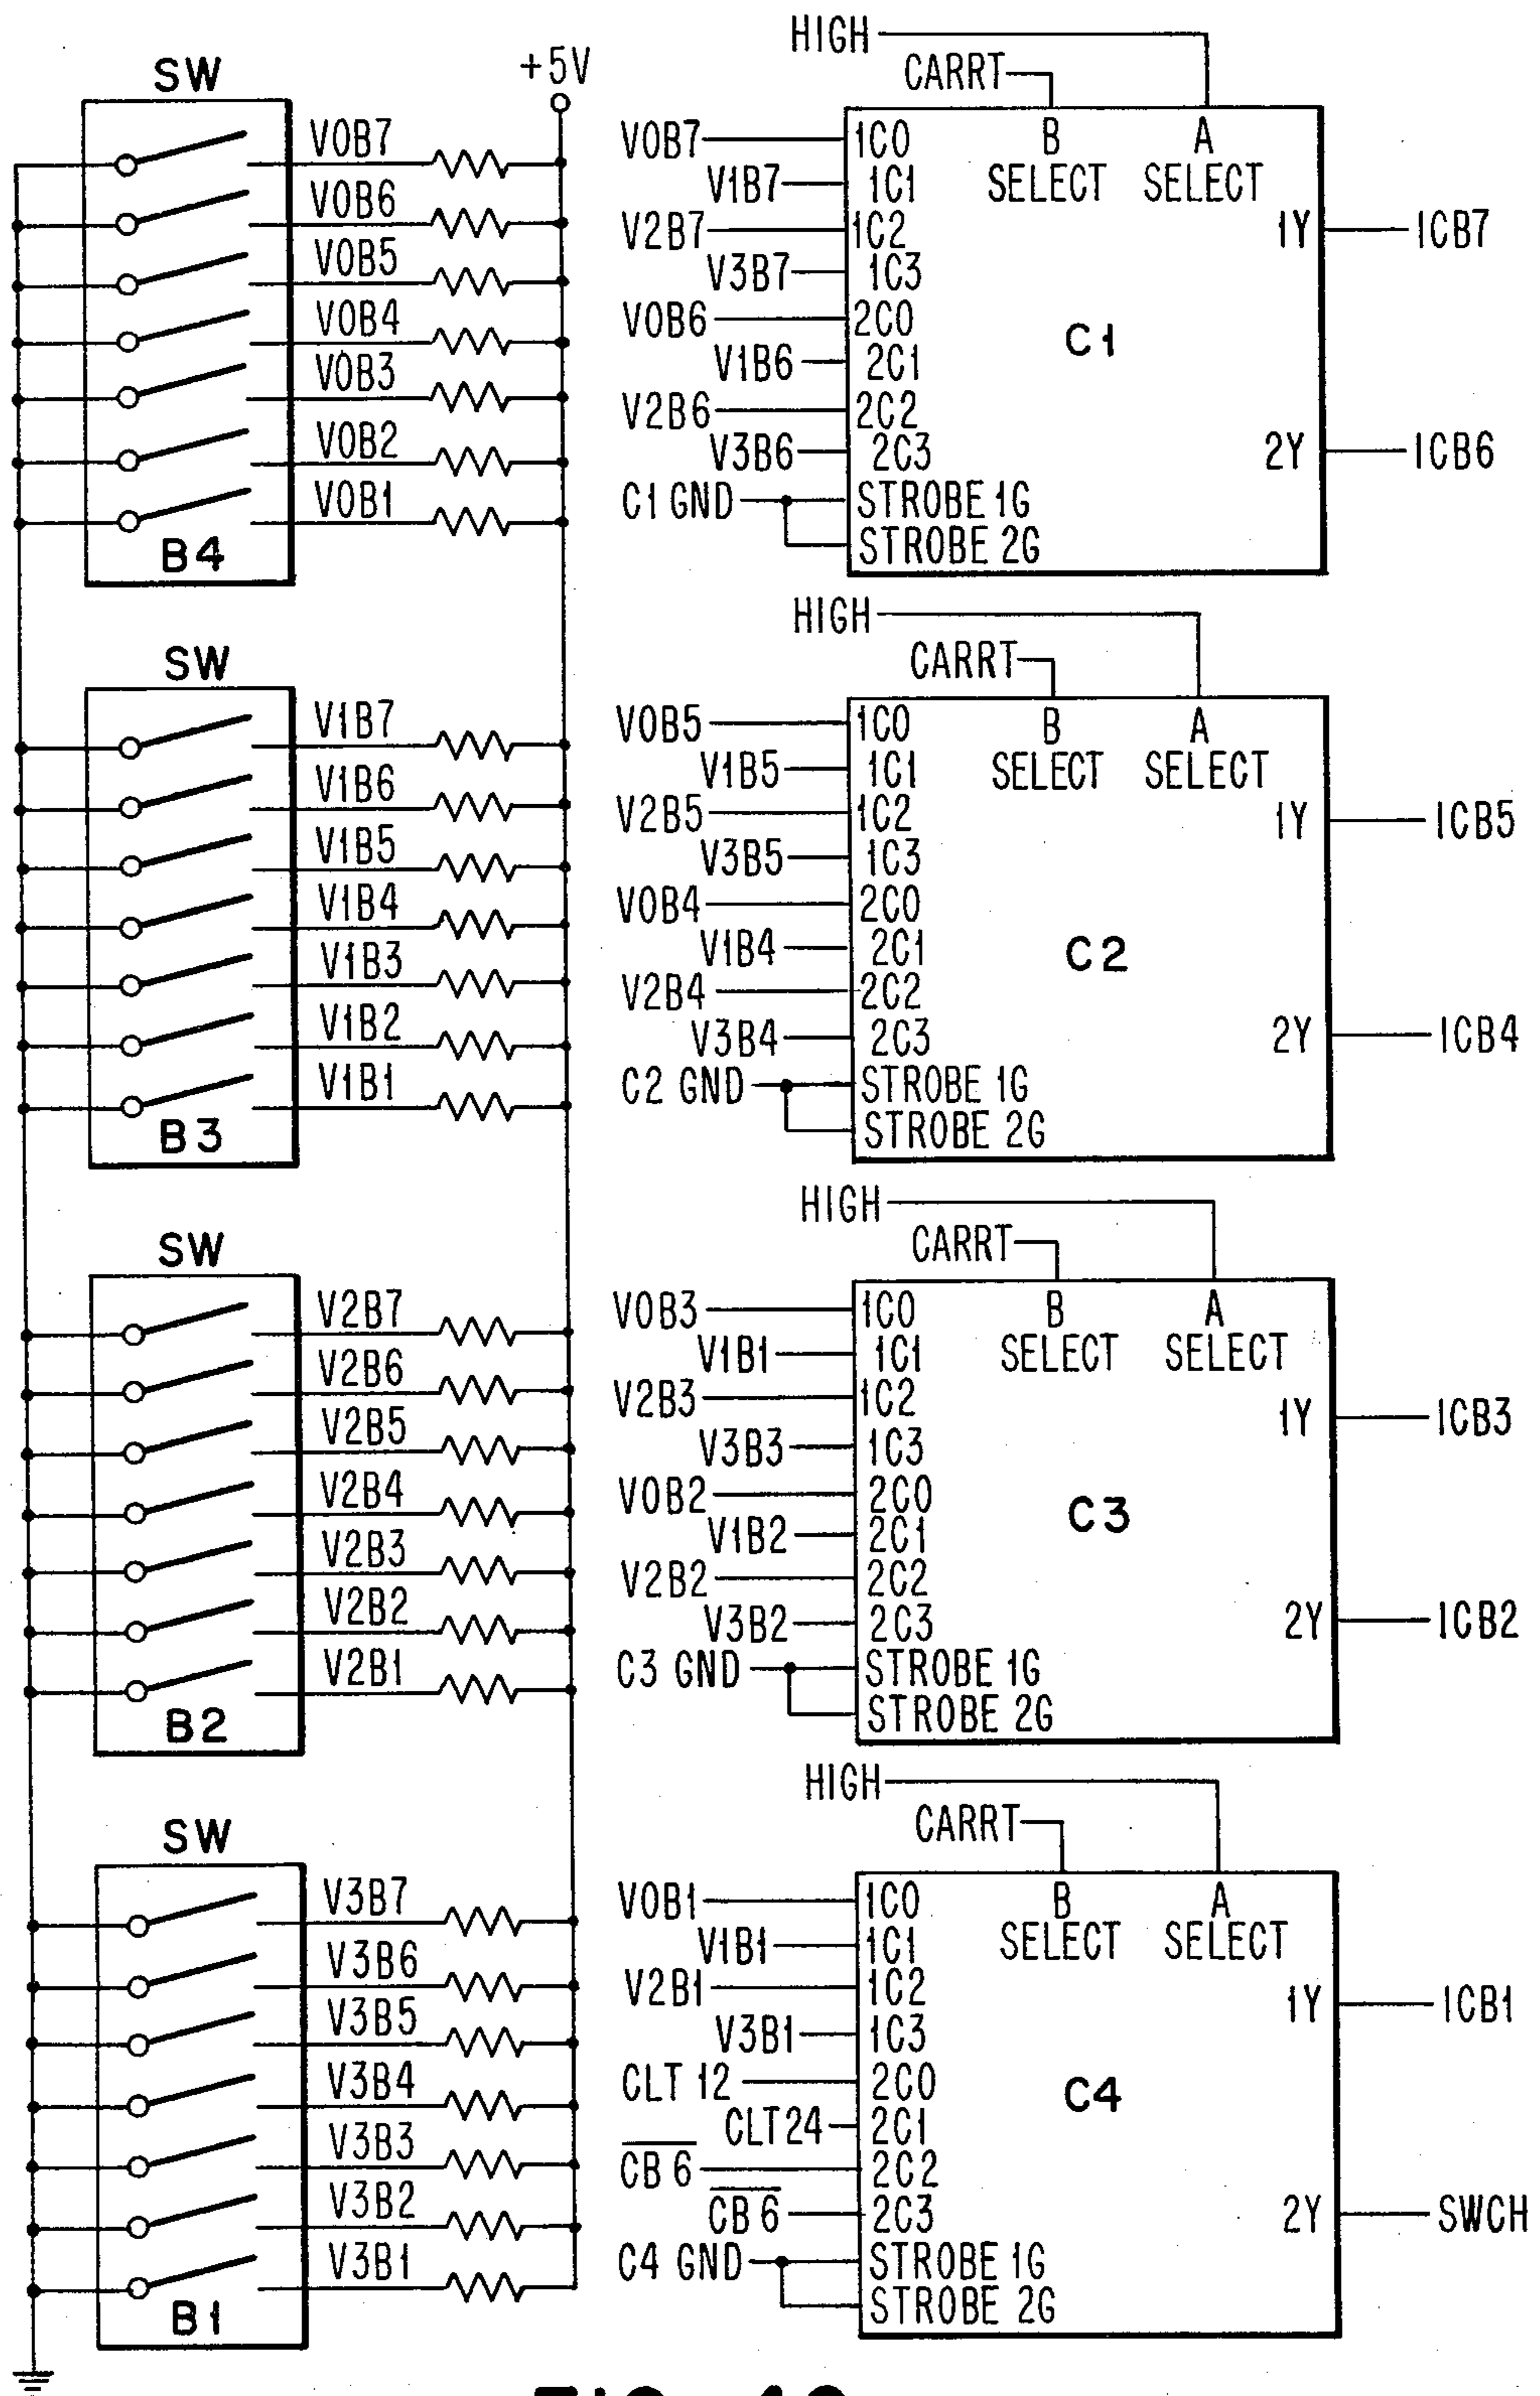 SW
+5V
V0B7
V0B6
V0B5
V0B4
V0B3
V0B2
V0B1
B4
SW
V1B7
V1B6
V1B5
V1B4
V1B3
V1B2
V1B1
B3
SW
V2B7
V2B6
V2B5
V2B4
V2B3
V2B2
V2B1
B2
SW
V3B7
V3B6
V3B5
V3B4
V3B3
V3B2
V3B1
B1
HIGH
CARRT
B A
SELECT SELECT
V0B7 1C0
V1B7 1C1
V2B7 1C2
V3B7 1C3
V0B6 2C0
V1B6 2C1
V2B6 2C2
V3B6 2C3
C1 GND STROBE 1G
STROBE 2G
C1
1Y ICB7
2Y ICB6
HIGH
CARRT
B A
SELECT SELECT
V0B5 1C0
V1B5 1C1
V2B5 1C2
V3B5 1C3
V0B4 2C0
V1B4 2C1
V2B4 2C2
V3B4 2C3
C2 GND STROBE 1G
STROBE 2G
C2
1Y ICB5
2Y ICB4
HIGH
CARRT
B A
SELECT SELECT
V0B3 1C0
V1B1 1C1
V2B3 1C2
V3B3 1C3
V0B2 2C0
V1B2 2C1
V2B2 2C2
V3B2 2C3
C3 GND STROBE 1G
STROBE 2G
C3
1Y ICB3
2Y ICB2
HIGH
CARRT
B A
SELECT SELECT
V0B1 1C0
V1B1 1C1
V2B1 1C2
V3B1 1C3
CLT 12 2C0
CLT24 2C1
C̅B̅ ̅6̅ 2C2
C̅B̅ ̅6̅ 2C3
C4 GND STROBE 1G
STROBE 2G
C4
1Y ICB1
2Y SWCH